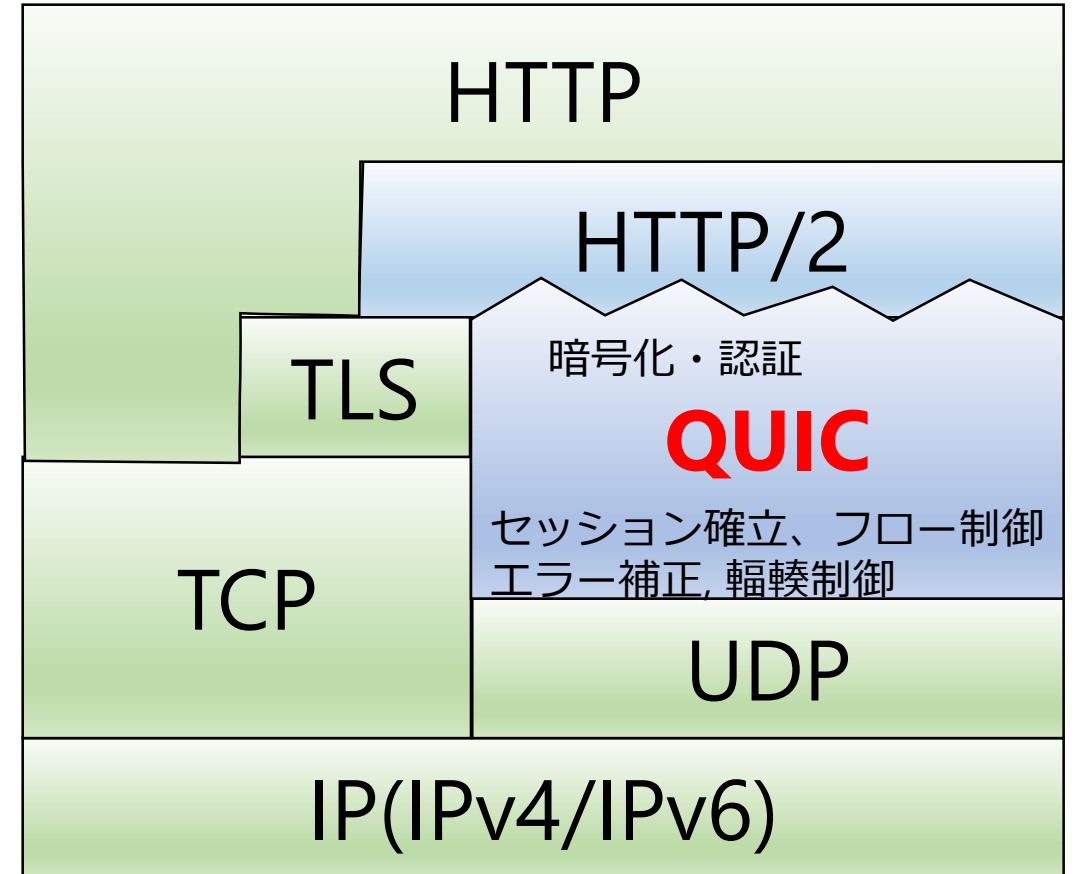 HTTP
HTTP/2
TLS
暗号化・認証
QUIC
セッション確立、フロー制御
エラー補正, 輻輳制御
TCP
UDP
IP(IPv4/IPv6)